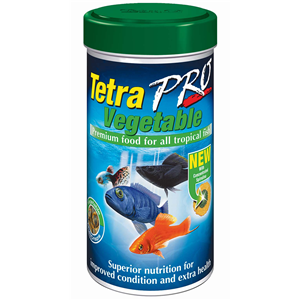 Tetra PRO
Vegetable
Premium food for all tropical fish
NEW
Superior nutrition for
improved condition and extra health